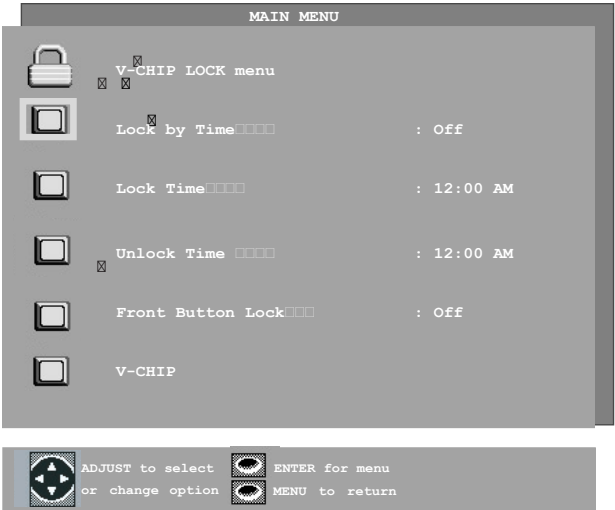 MAIN MENU
V-CHIP LOCK menu
Lock by Time : Off
Lock Time : 12:00 AM
Unlock Time : 12:00 AM
Front Button Lock : Off
V-CHIP
ADJUST to select ENTER for menu
or change option MENU to return